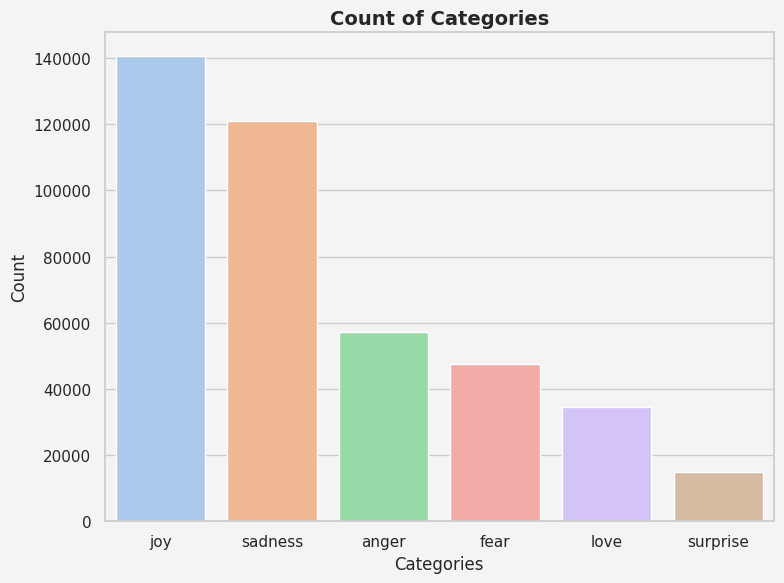 Count of Categories
140000
120000
100000
80000
60000
40000
20000
0
Count
joy sadness anger fear love surprise
Categories